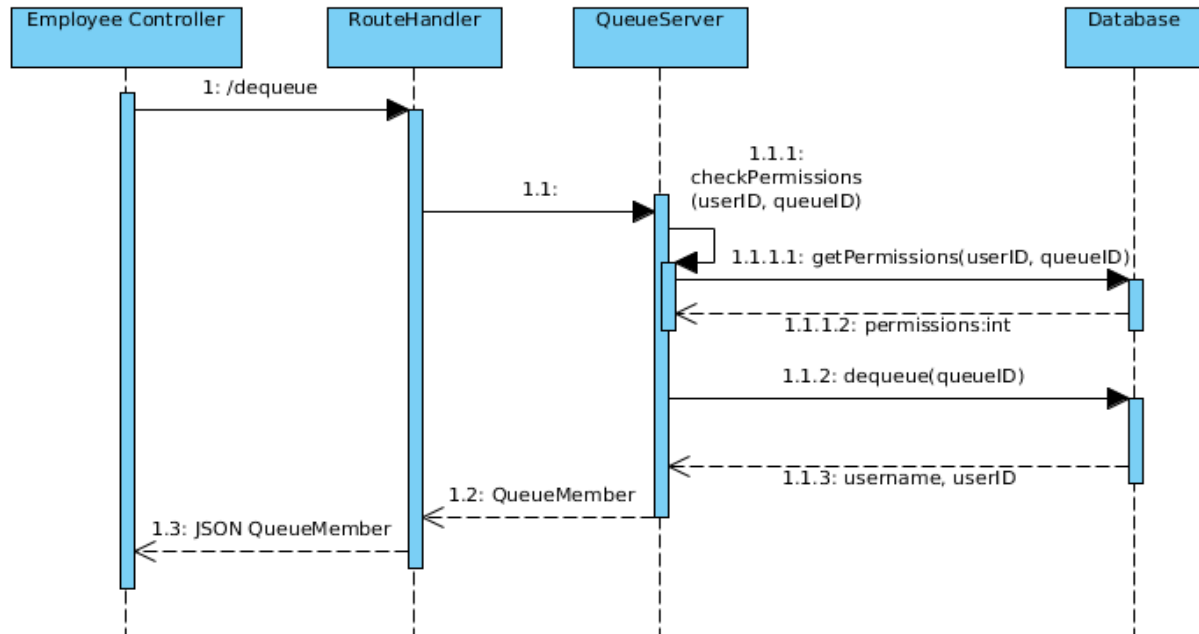 Employee Controller
RouteHandler
QueueServer
Database
1: /dequeue
1.1.1:
checkPermissions
(userID, queueID)
1.1:
1.1.1.1: getPermissions(userID, queueID)
1.1.1.2: permissions:int
1.1.2: dequeue(queueID)
1.1.3: username, userID
1.2: QueueMember
1.3: JSON QueueMember